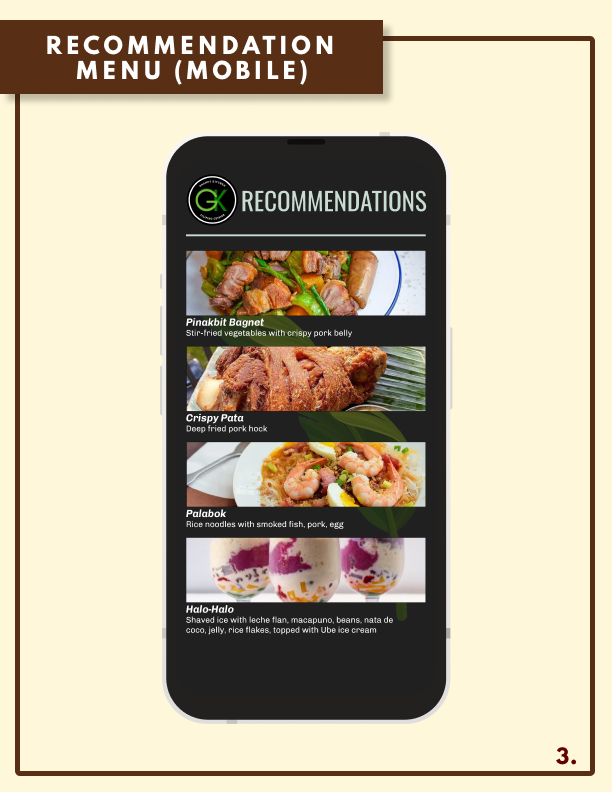 RECOMMENDATION
MENU (MOBILE)
GK
RECOMMENDATIONS
Pinakbit Bagnet
Stir-fried vegetables with crispy pork belly
Crispy Pata
Deep fried pork hock
Palabok
Rice noodles with smoked fish, pork, egg
Halo-Halo
Shaved ice with leche flan, macapuno, beans, nata de
coco, jelly, rice flakes, topped with Ube ice cream
3.